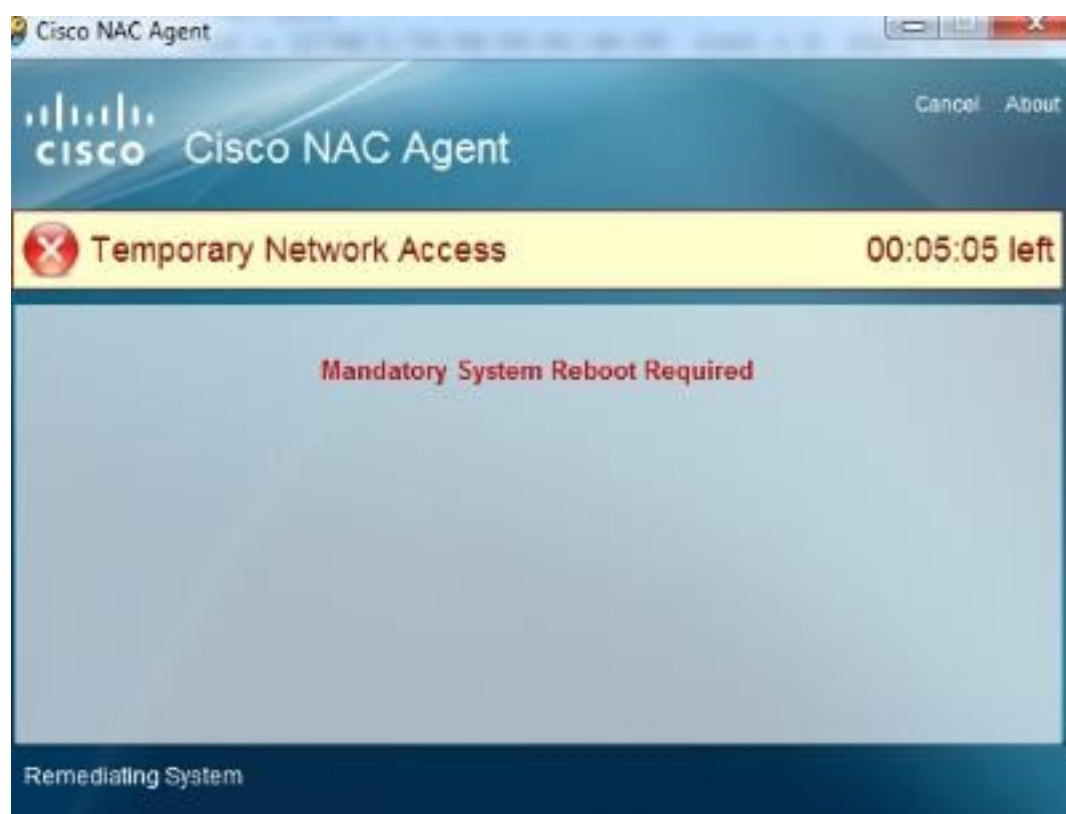 Cisco NAC Agent
Cancel About
CISCO Cisco NAC Agent
Temporary Network Access 00:05:05 left
Mandatory System Reboot Required
Remediating System